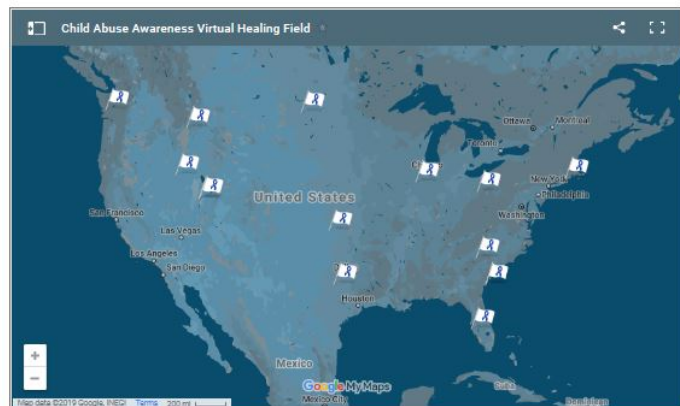 Child Abuse Awareness Virtual Healing Field
Ottawa
Montreal
Toronto
New York
Philadelphia
United States
Washington
San Francisco
Las Vegas
Los Angeles
San Diego
Houston
+
Mexico
−
Google My Maps
Cuba
Mexico City
Dominican
Map data ©2019 Google, INEGI Terms 200 mi